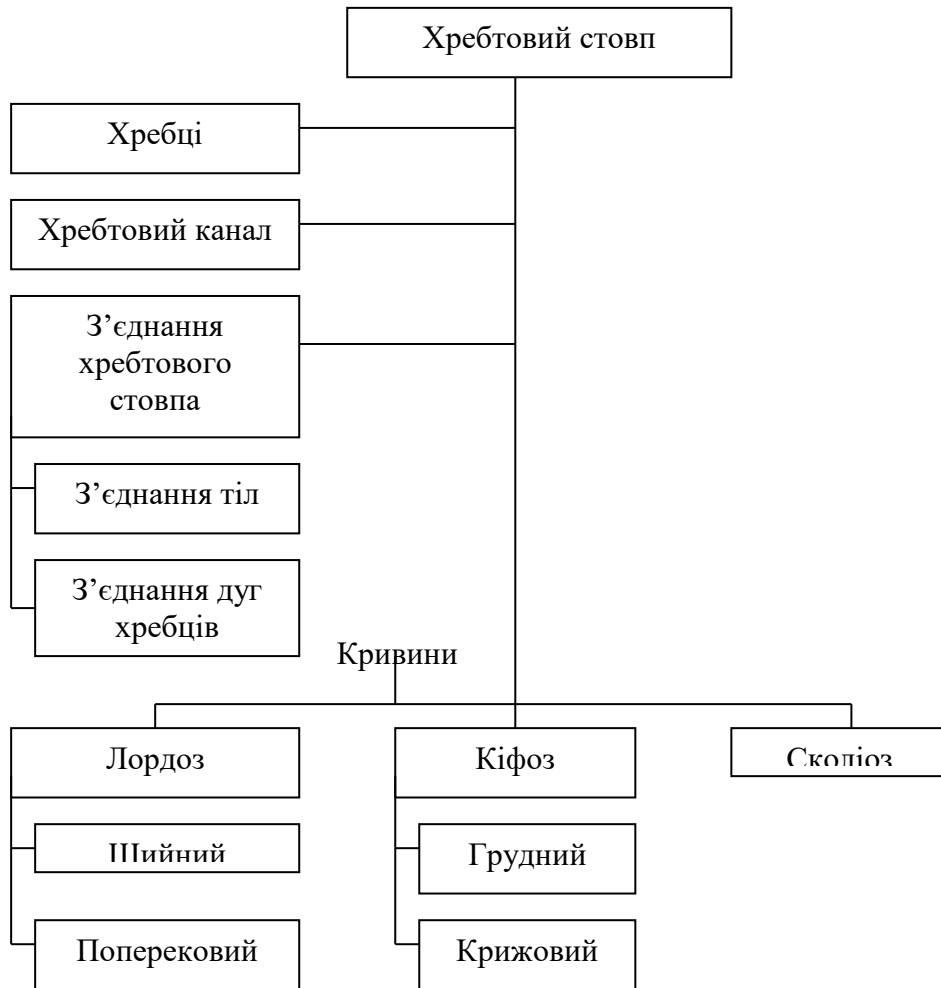 Хребтовий стовп
Хребці
Хребтовий канал
З’єднання
хребтового
стовпа
З’єднання тіл
З’єднання дуг
хребців
Кривини
Лордоз
Кіфоз
Сколіоз
Шийний
Грудний
Поперековий
Крижовий